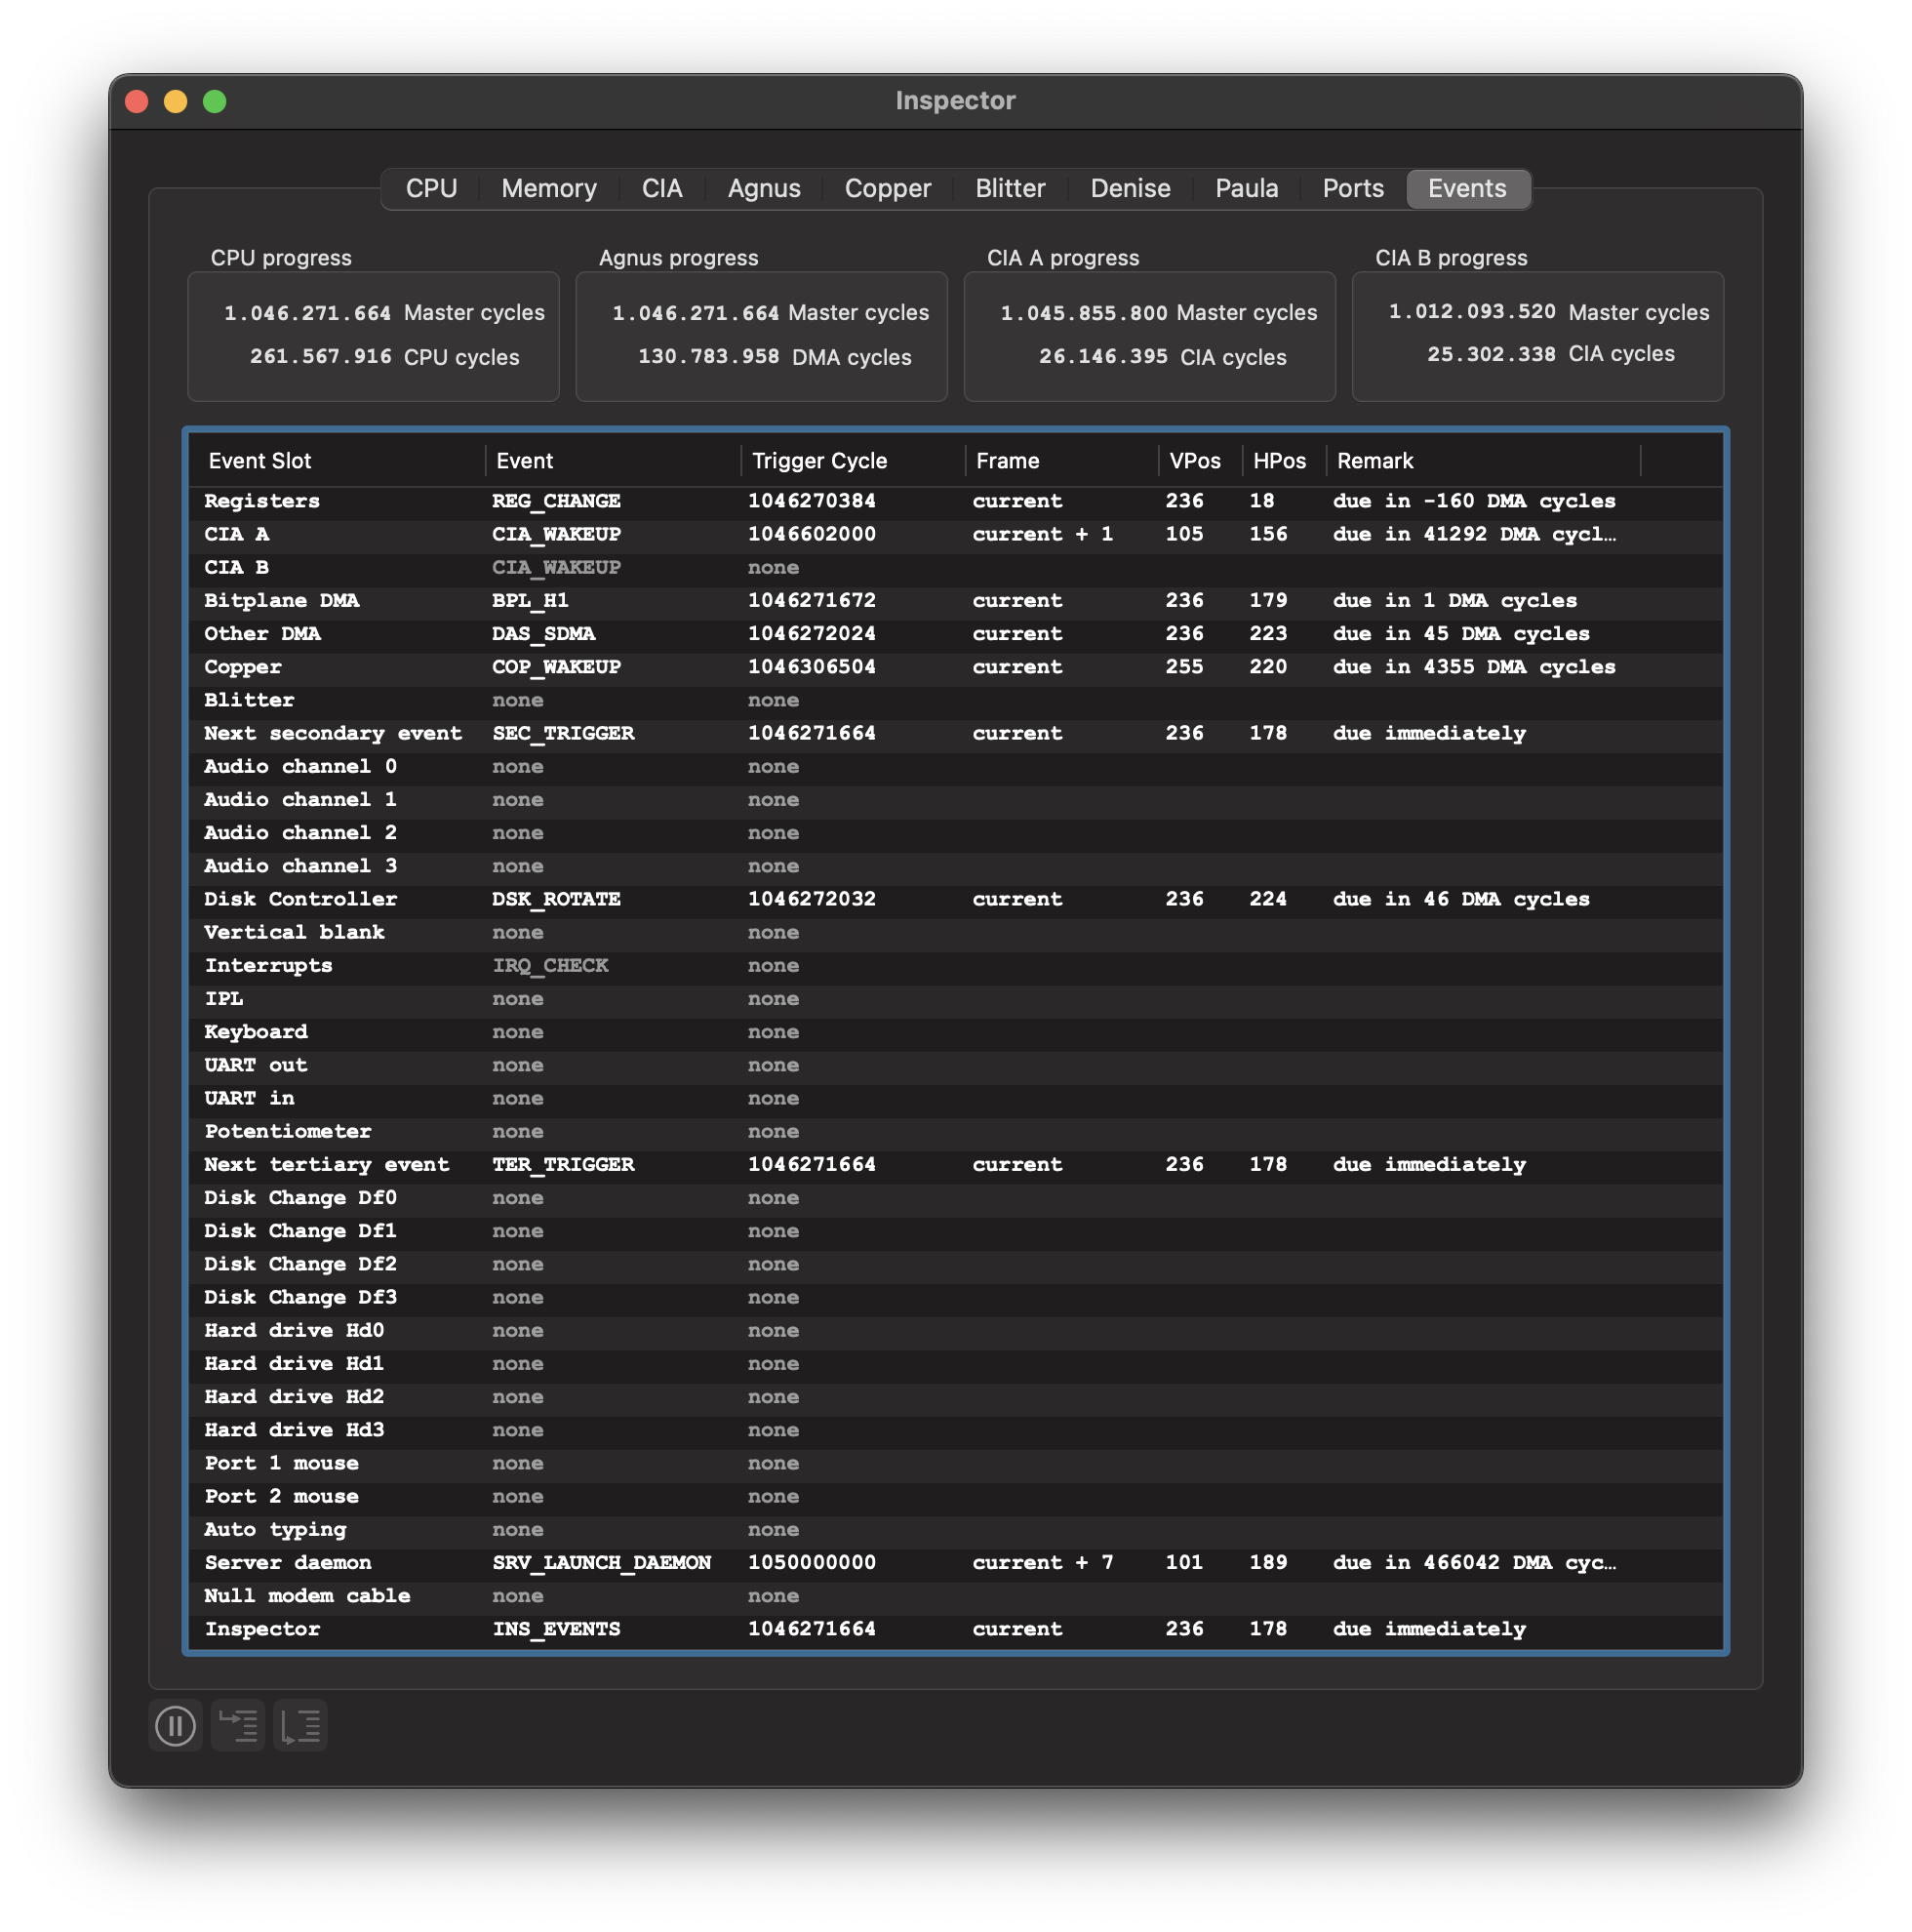 Inspector
CPU Memory CIA Agnus Copper Blitter Denise Paula Ports Events
CPU progress Agnus progress CIA A progress CIA B progress
1.046.271.664 Master cycles 1.046.271.664 Master cycles 1.045.855.800 Master cycles 1.012.093.520 Master cycles
261.567.916 CPU cycles 130.783.958 DMA cycles 26.146.395 CIA cycles 25.302.338 CIA cycles
Event Slot Event Trigger Cycle Frame VPos HPos Remark
Registers REG_CHANGE 1046270384 current 236 18 due in -160 DMA cycles
CIA A CIA_WAKEUP 1046602000 current + 1 105 156 due in 41292 DMA cycl…
CIA B CIA_WAKEUP none
Bitplane DMA BPL_H1 1046271672 current 236 179 due in 1 DMA cycles
Other DMA DAS_SDMA 1046272024 current 236 223 due in 45 DMA cycles
Copper COP_WAKEUP 1046306504 current 255 220 due in 4355 DMA cycles
Blitter none none
Next secondary event SEC_TRIGGER 1046271664 current 236 178 due immediately
Audio channel 0 none none
Audio channel 1 none none
Audio channel 2 none none
Audio channel 3 none none
Disk Controller DSK_ROTATE 1046272032 current 236 224 due in 46 DMA cycles
Vertical blank none none
Interrupts IRQ_CHECK none
IPL none none
Keyboard none none
UART out none none
UART in none none
Potentiometer none none
Next tertiary event TER_TRIGGER 1046271664 current 236 178 due immediately
Disk Change Df0 none none
Disk Change Df1 none none
Disk Change Df2 none none
Disk Change Df3 none none
Hard drive Hd0 none none
Hard drive Hd1 none none
Hard drive Hd2 none none
Hard drive Hd3 none none
Port 1 mouse none none
Port 2 mouse none none
Auto typing none none
Server daemon SRV_LAUNCH_DAEMON 1050000000 current + 7 101 189 due in 466042 DMA cyc…
Null modem cable none none
Inspector INS_EVENTS 1046271664 current 236 178 due immediately